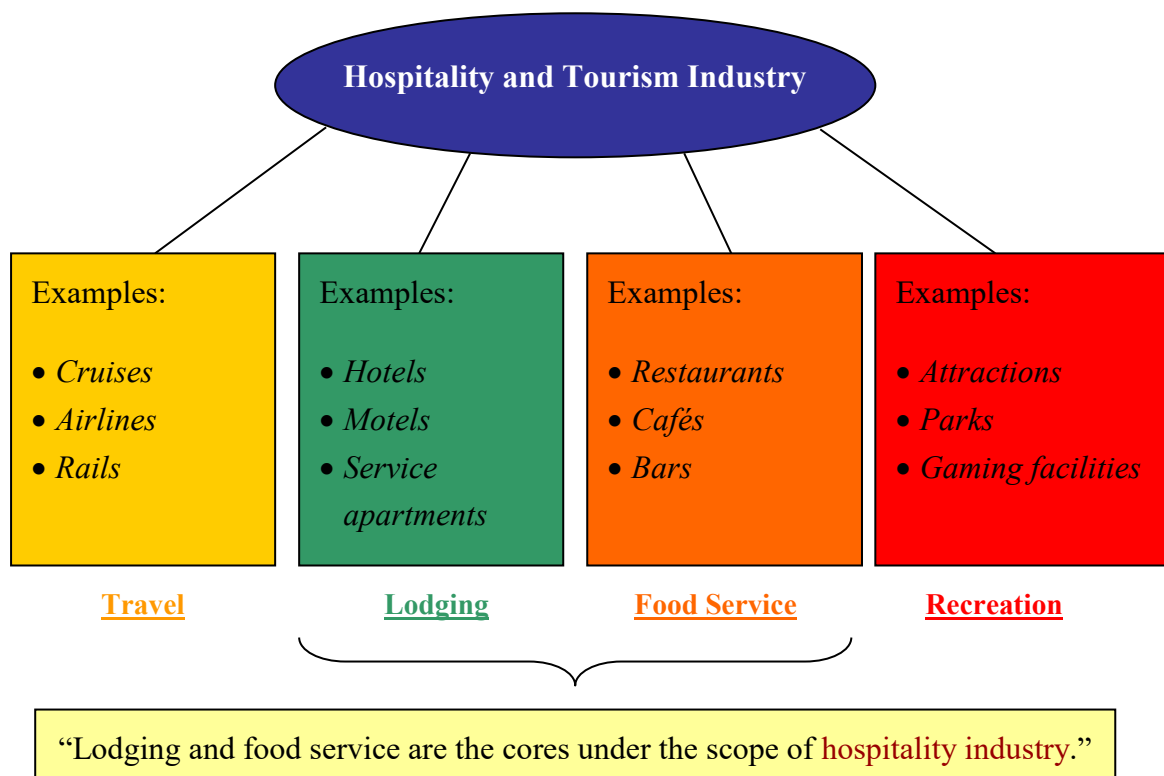 Hospitality and Tourism Industry
Examples:
• Cruises
• Airlines
• Rails
Travel
Examples:
• Hotels
• Motels
• Service
apartments
Lodging
Examples:
• Restaurants
• Cafés
• Bars
Food Service
Examples:
• Attractions
• Parks
• Gaming facilities
Recreation
“Lodging and food service are the cores under the scope of hospitality industry.”